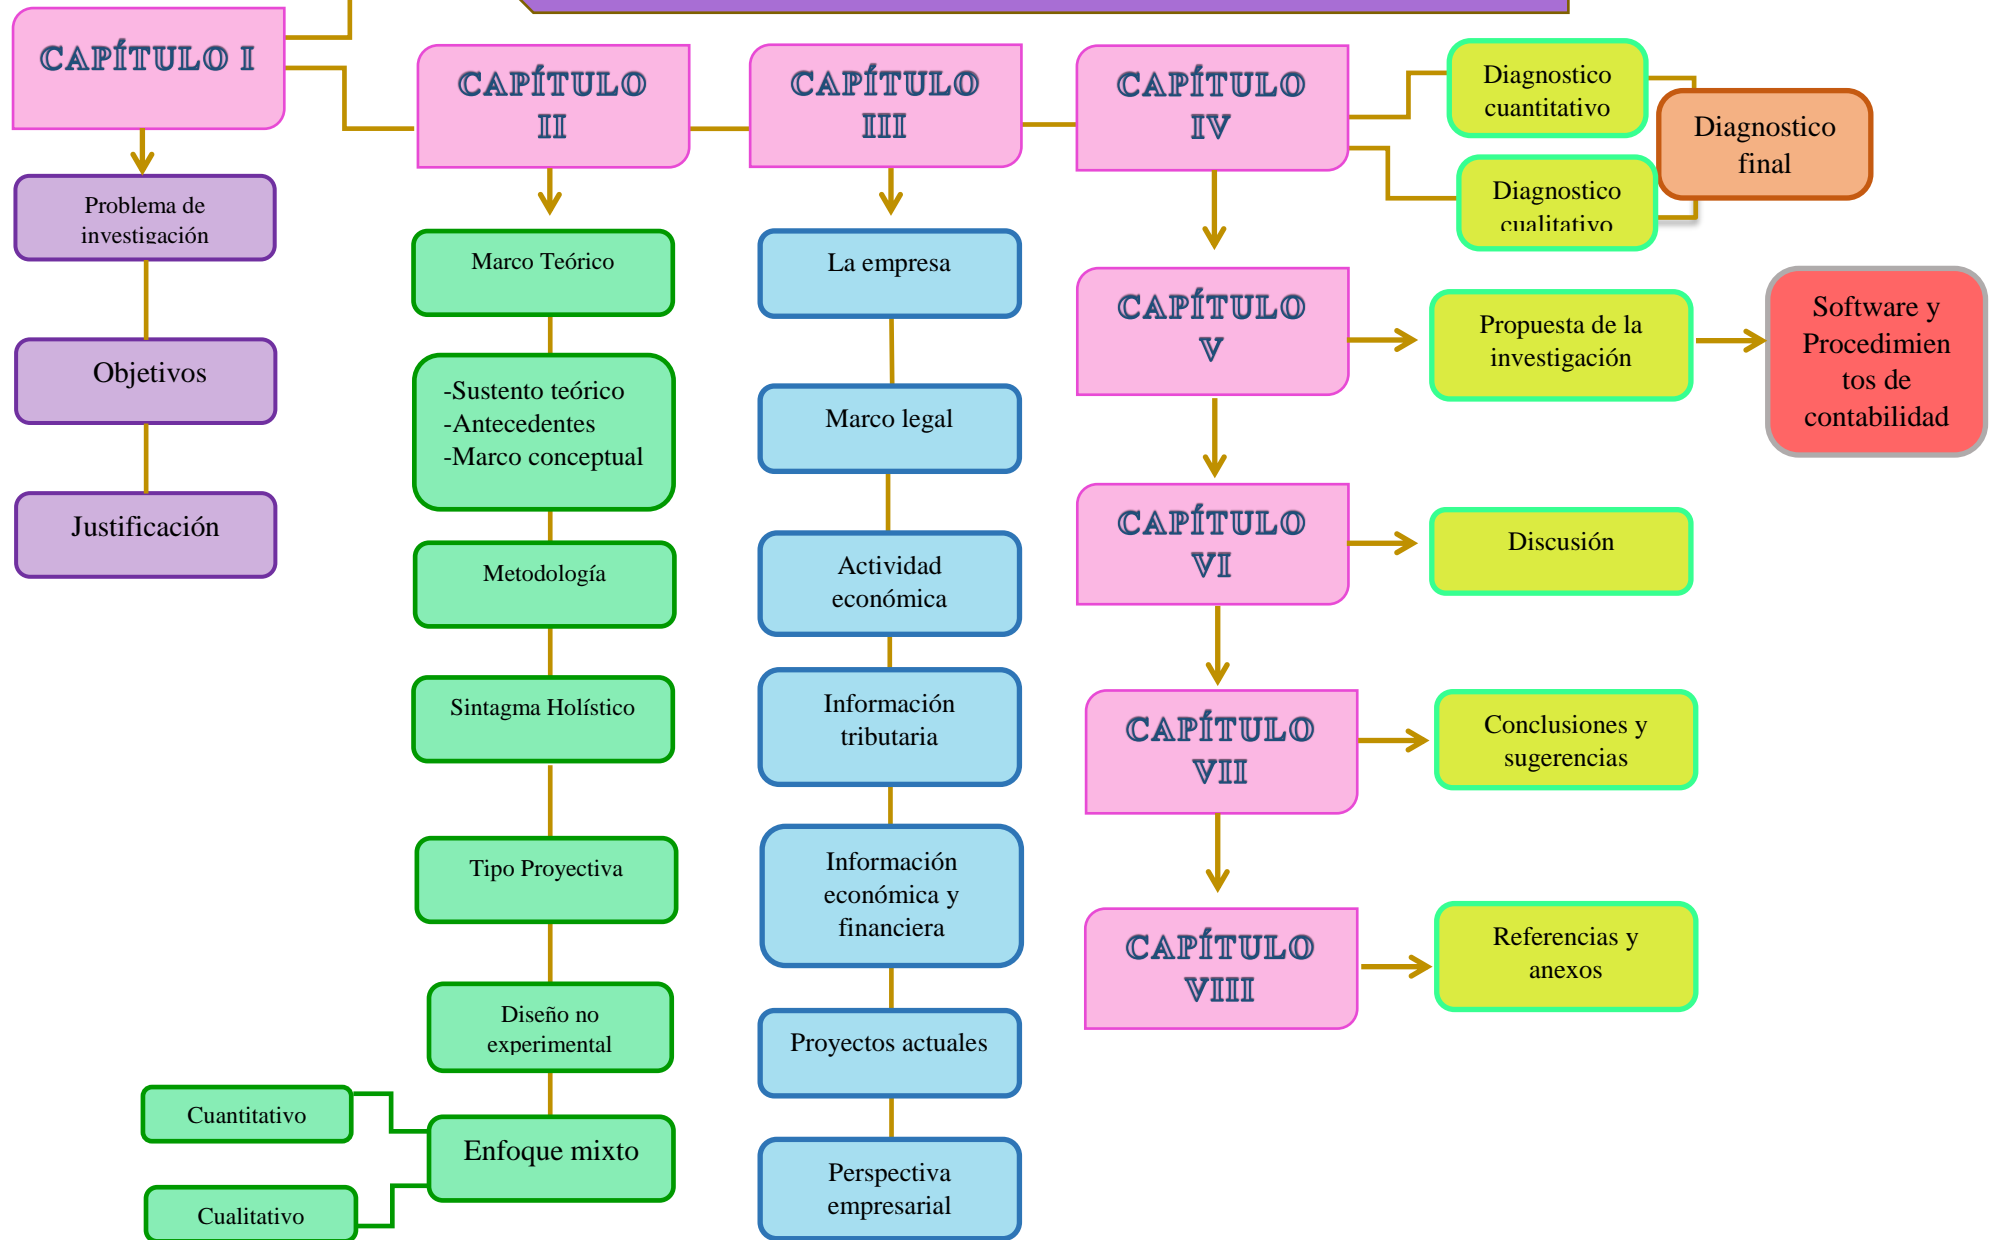 CAPÍTULO I
Problema de
investigación
Objetivos
Justificación
CAPÍTULO
II
Marco Teórico
-Sustento teórico
-Antecedentes
-Marco conceptual
Metodología
Sintagma Holístico
Tipo Proyectiva
Diseño no
experimental
Enfoque mixto
Cuantitativo
Cualitativo
CAPÍTULO
III
La empresa
Marco legal
Actividad
económica
Información
tributaria
Información
económica y
financiera
Proyectos actuales
Perspectiva
empresarial
CAPÍTULO
IV
Diagnostico
cuantitativo
Diagnostico
cualitativo
Diagnostico
final
CAPÍTULO
V
Propuesta de la
investigación
Software y
Procedimien
tos de
contabilidad
CAPÍTULO
VI
Discusión
CAPÍTULO
VII
Conclusiones y
sugerencias
CAPÍTULO
VIII
Referencias y
anexos